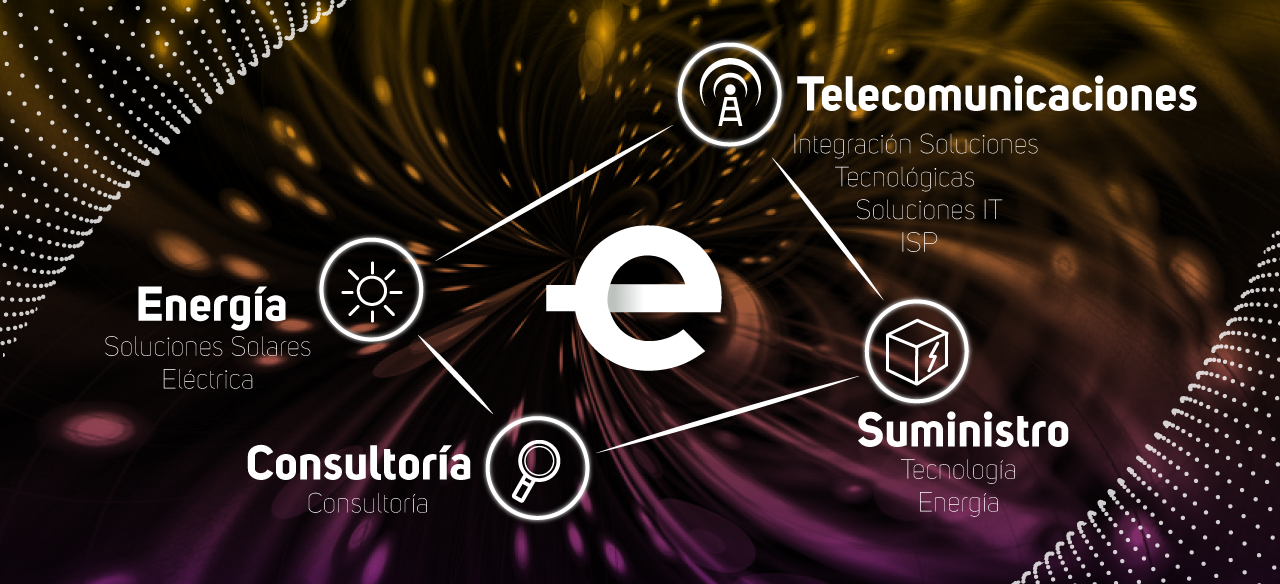 Telecomunicaciones
Integración Soluciones
Tecnológicas
Soluciones IT
ISP
e
Energía
Soluciones Solares
Eléctrica
Suministro
Tecnología
Energía
Consultoría
Consultoría